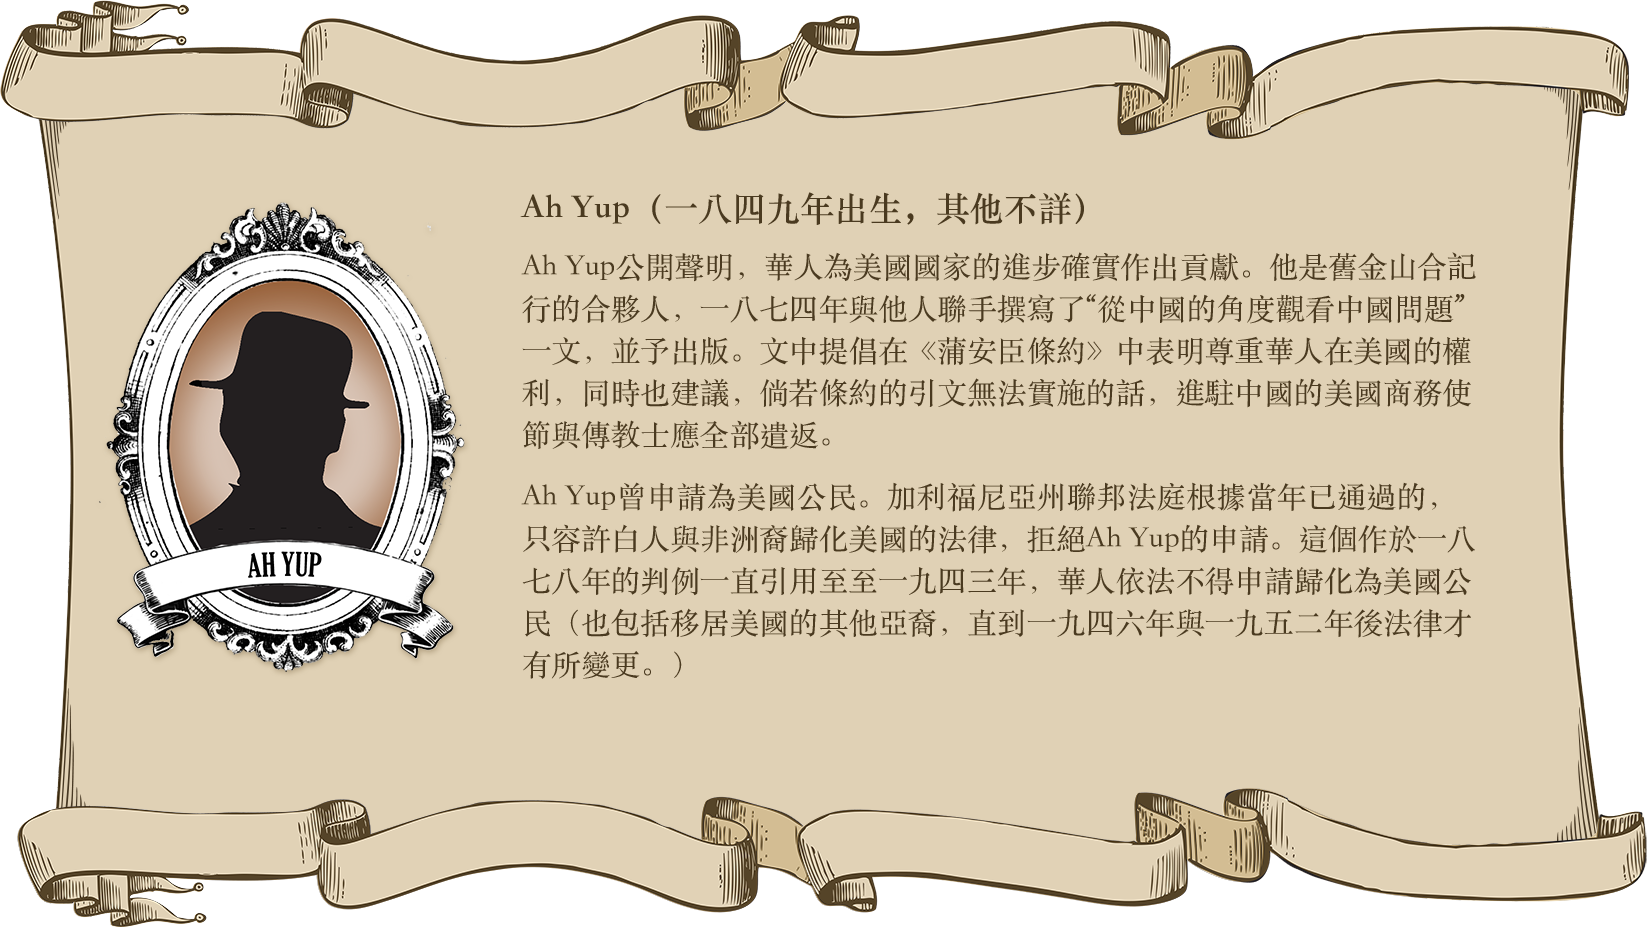 AH YUP
Ah Yup（一八四九年出生，其他不詳）
Ah Yup公開聲明，華人為美國國家的進步確實作出貢獻。他是舊金山合記
行的合夥人，一八七四年與他人聯手撰寫了“從中國的角度觀看中國問題”
一文，並予出版。文中提倡在《蒲安臣條約》中表明尊重華人在美國的權
利，同時也建議，倘若條約的引文無法實施的話，進駐中國的美國商務使
節與傳教士應全部遣返。
Ah Yup曾申請為美國公民。加利福尼亞州聯邦法庭根據當年已通過的，
只容許白人與非洲裔歸化美國的法律，拒絕Ah Yup的申請。這個作於一八
七八年的判例一直引用至至一九四三年，華人依法不得申請歸化為美國公
民（也包括移居美國的其他亞裔，直到一九四六年與一九五二年後法律才
有所變更。）